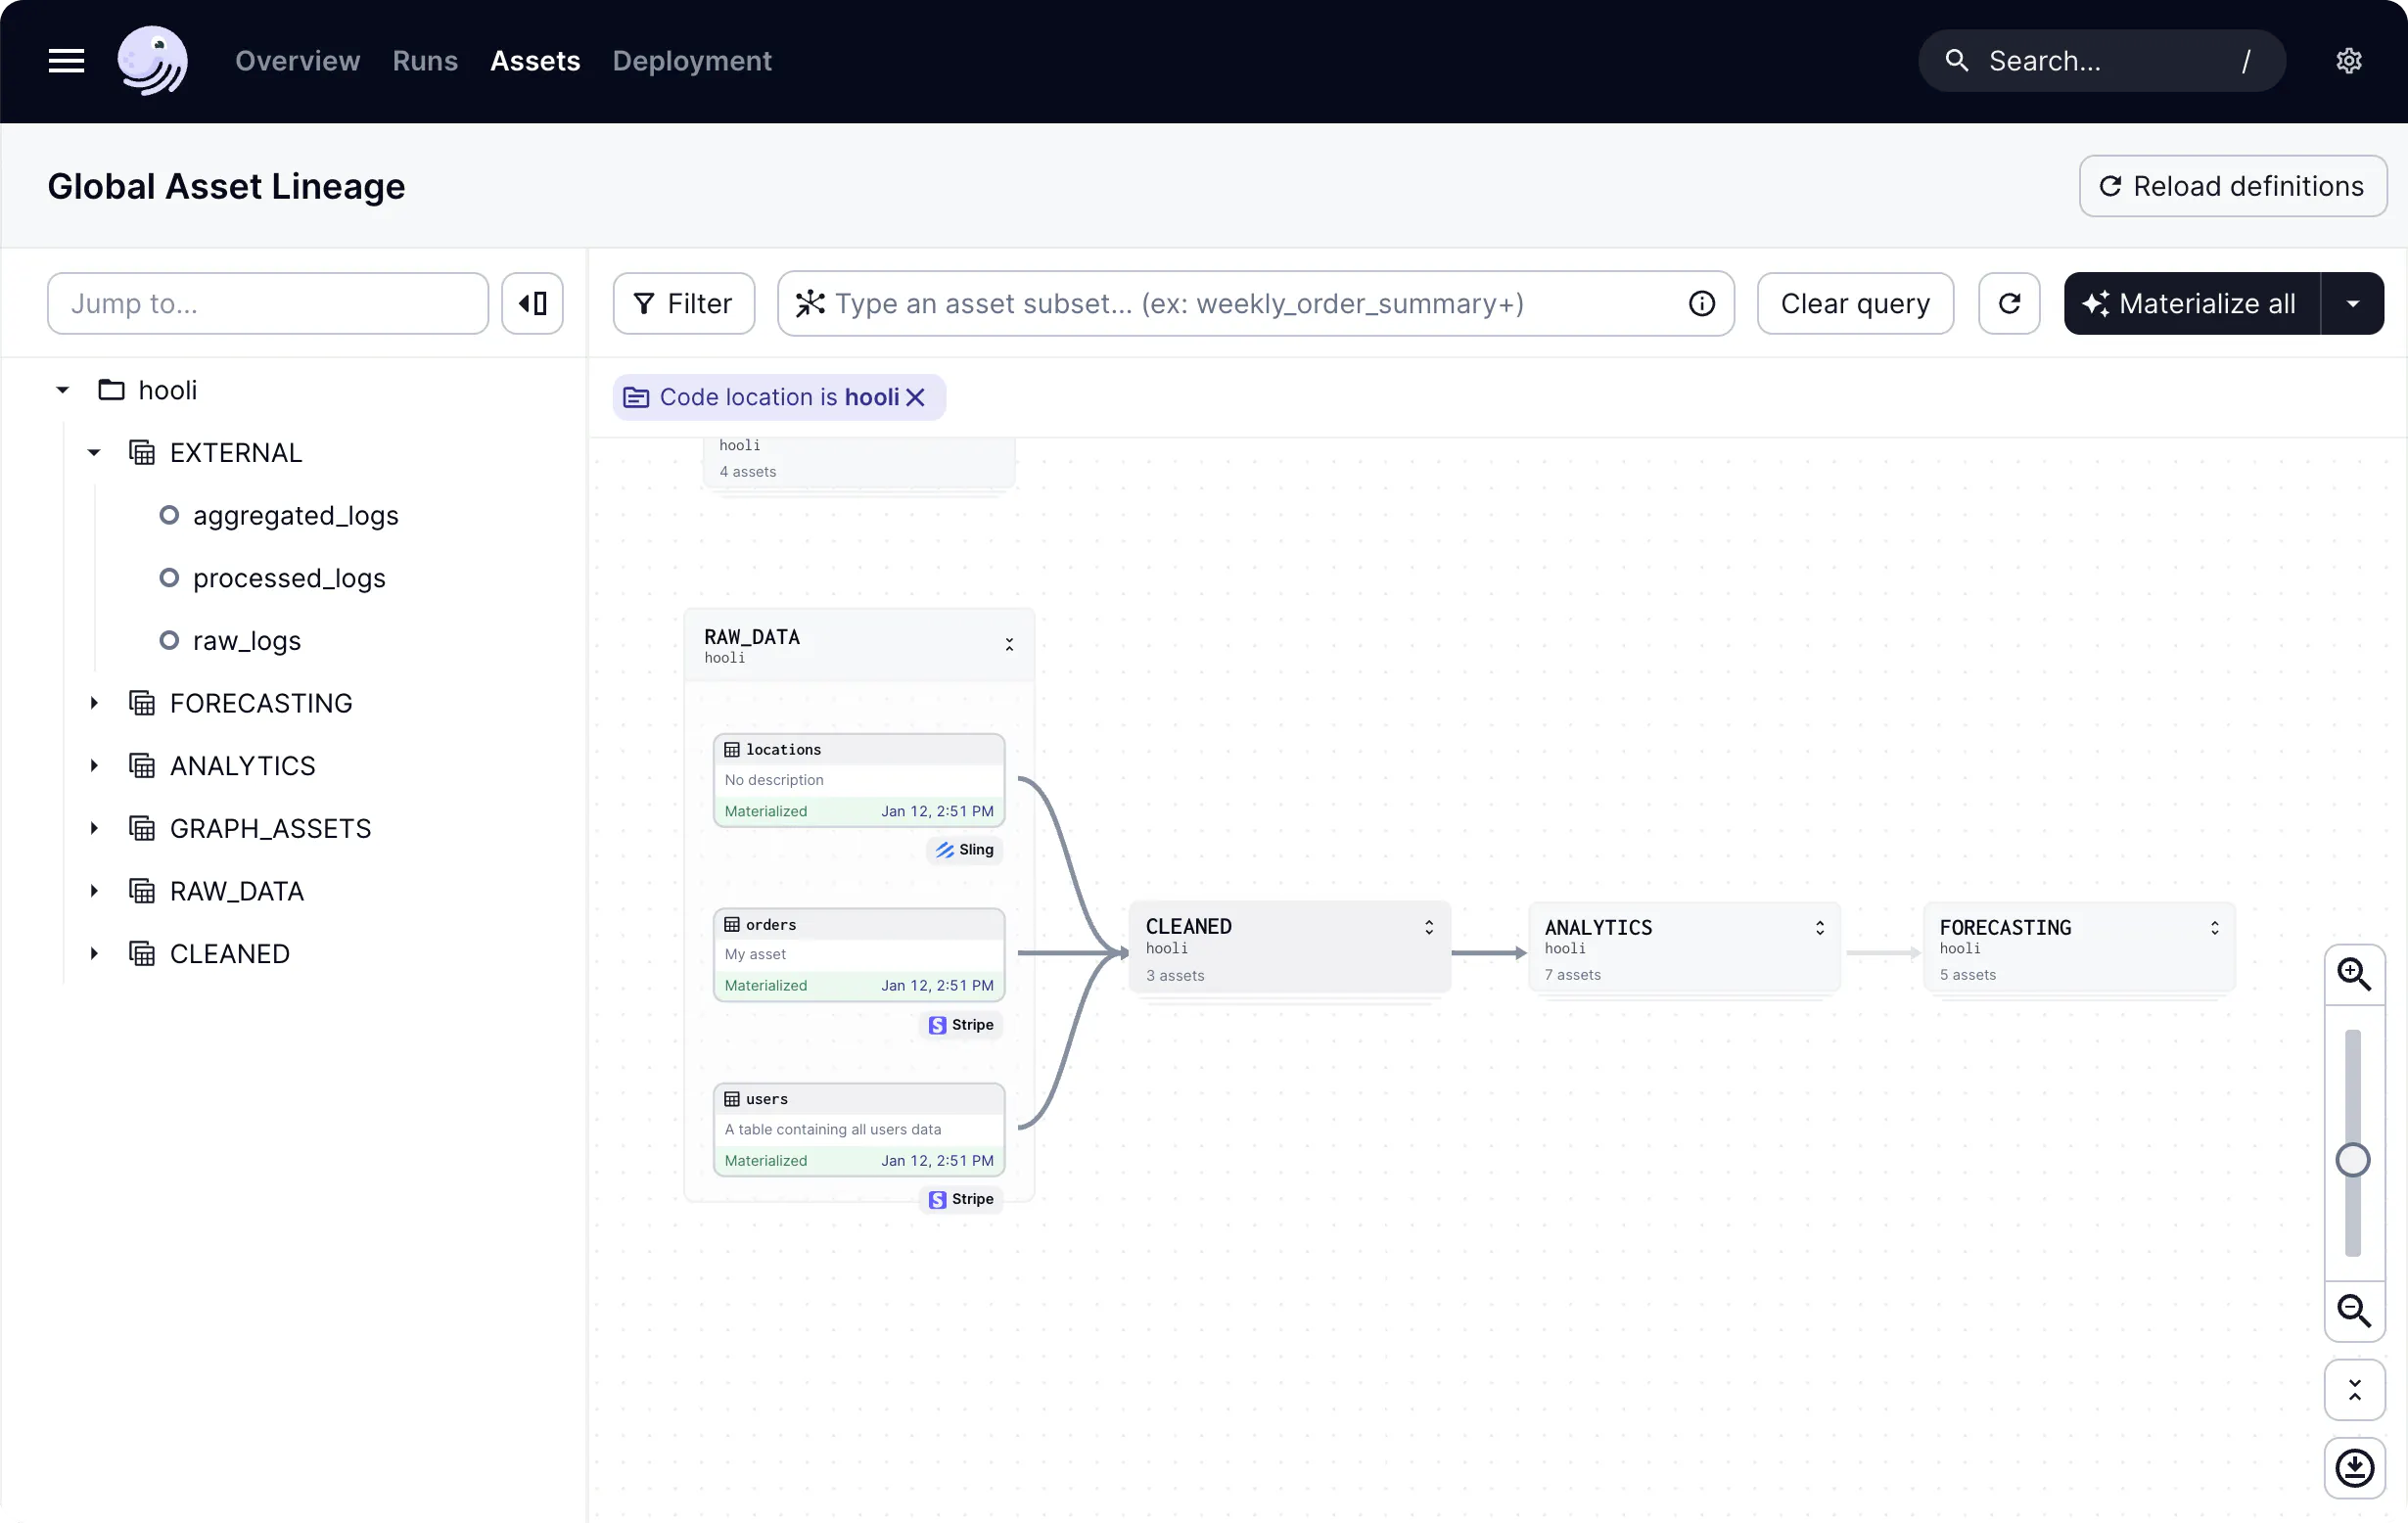 Overview Runs Assets Deployment
Search... /
Global Asset Lineage
Reload definitions
Jump to...
Filter
Type an asset subset... (ex: weekly_order_summary+)
Clear query
Materialize all
hooli
EXTERNAL
aggregated_logs
processed_logs
raw_logs
FORECASTING
ANALYTICS
GRAPH_ASSETS
RAW_DATA
CLEANED
Code location is hooli
hooli
4 assets
RAW_DATA
hooli
locations
No description
Materialized Jan 12, 2:51 PM
Sling
orders
My asset
Materialized Jan 12, 2:51 PM
Stripe
users
A table containing all users data
Materialized Jan 12, 2:51 PM
Stripe
CLEANED
hooli
3 assets
ANALYTICS
hooli
7 assets
FORECASTING
hooli
5 assets